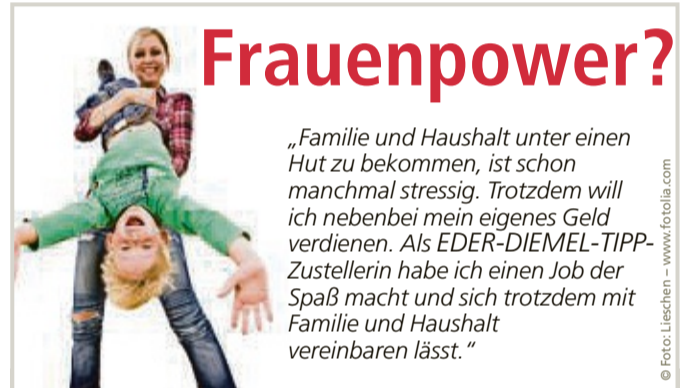 Frauenpower?
„Familie und Haushalt unter einen
Hut zu bekommen, ist schon
manchmal stressig. Trotzdem will
ich nebenbei mein eigenes Geld
verdienen. Als EDER-DIEMEL-TIPP-
Zustellerin habe ich einen Job der
Spaß macht und sich trotzdem mit
Familie und Haushalt
vereinbaren lässt.“
© Foto: Lieschen – www.fotolia.com